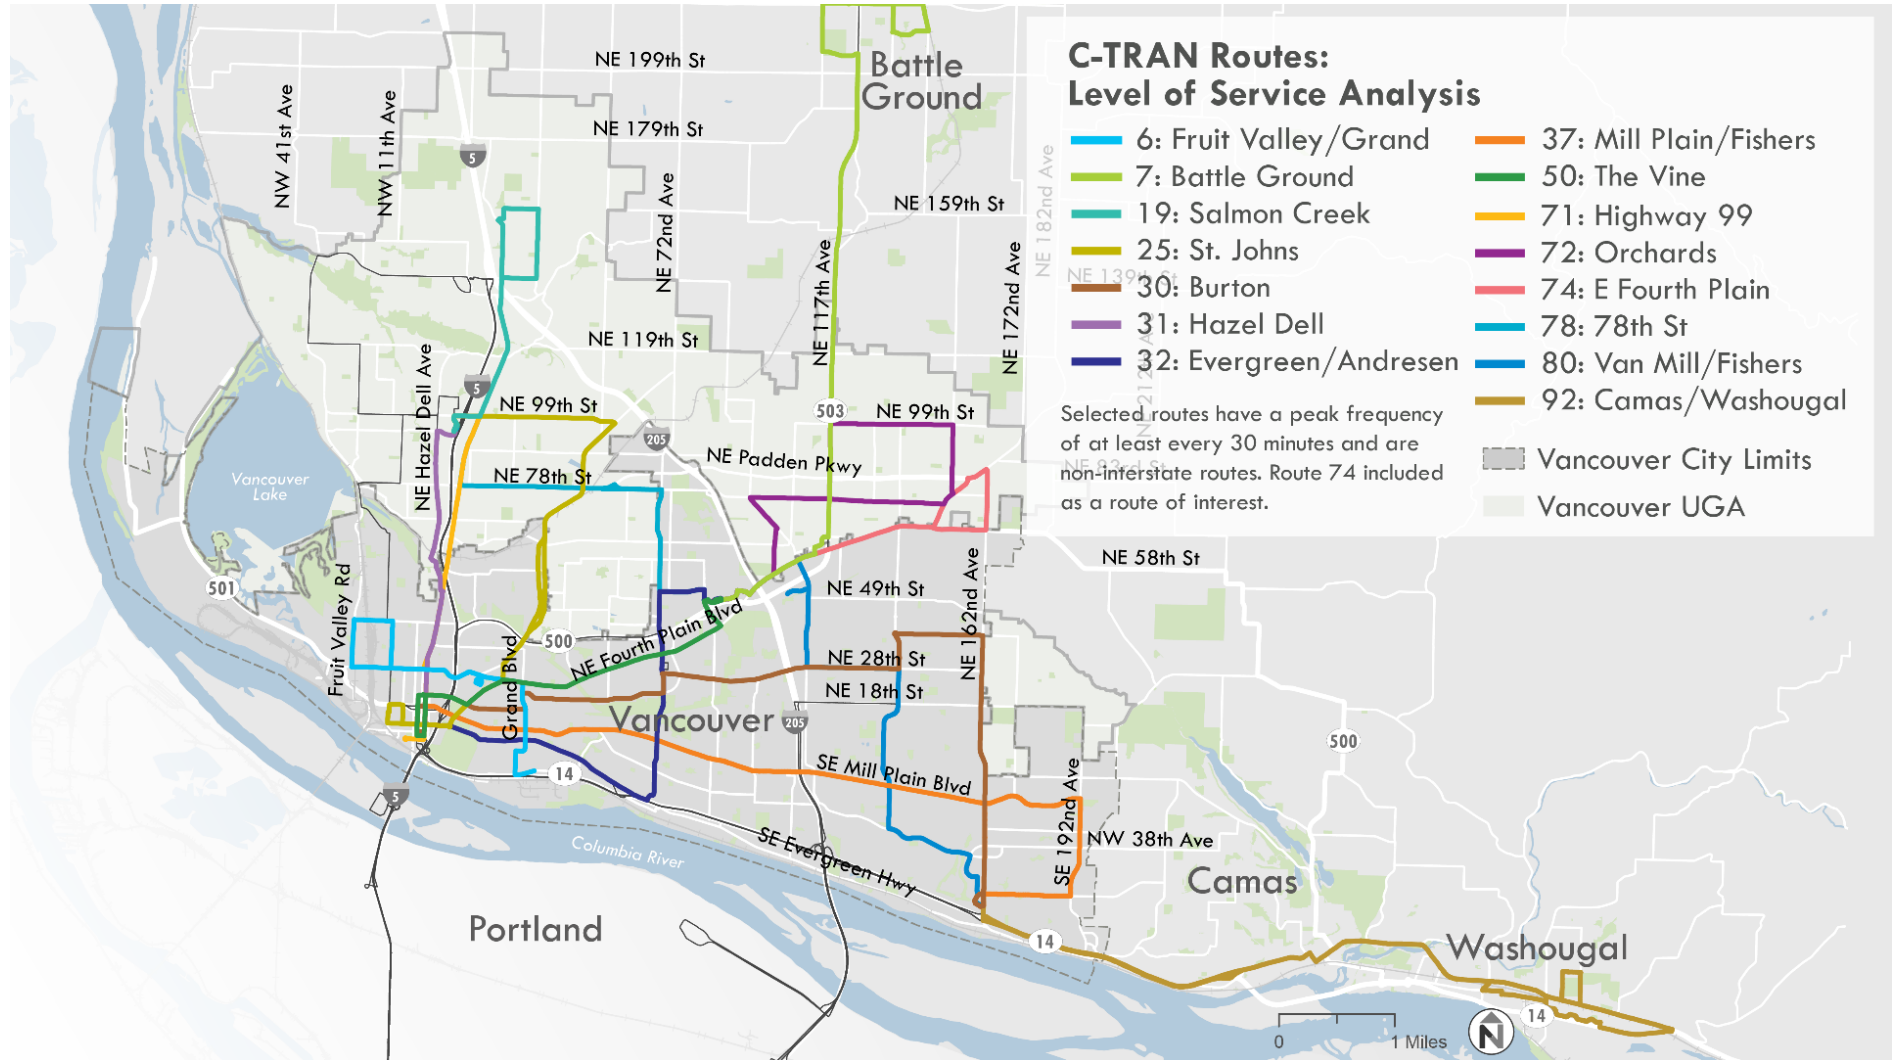 C-TRAN Routes:
Level of Service Analysis
6: Fruit Valley/Grand
7: Battle Ground
19: Salmon Creek
25: St. Johns
30: Burton
31: Hazel Dell
32: Evergreen/Andresen
37: Mill Plain/Fishers
50: The Vine
71: Highway 99
72: Orchards
74: E Fourth Plain
78: 78th St
80: Van Mill/Fishers
92: Camas/Washougal
Selected routes have a peak frequency
of at least every 30 minutes and are
non-interstate routes. Route 74 included
as a route of interest.
Vancouver City Limits
Vancouver UGA
NE 199th St
Battle
Ground
NW 41st Ave
NW 11th Ave
NE 179th St
5
NE 72nd Ave
NE 159th St
NE 182nd Ave
NE 117th Ave
NE 172nd Ave
NE 139th St
NE 119th St
NE Hazel Dell Ave
5
NE 99th St
503
NE 99th St
205
NE Padden Pkwy
NE 83rd St
NE 78th St
Vancouver
Lake
NE 58th St
501
Fruit Valley Rd
NE 49th St
NE 162nd Ave
500
NE Fourth Plain Blvd
Grand Blvd
NE 28th St
NE 18th St
Vancouver
205
500
14
SE Mill Plain Blvd
5
SE 192nd Ave
NW 38th Ave
Columbia River
SE Evergreen Hwy
Camas
Portland
14
Washougal
14
N
0
1 Miles